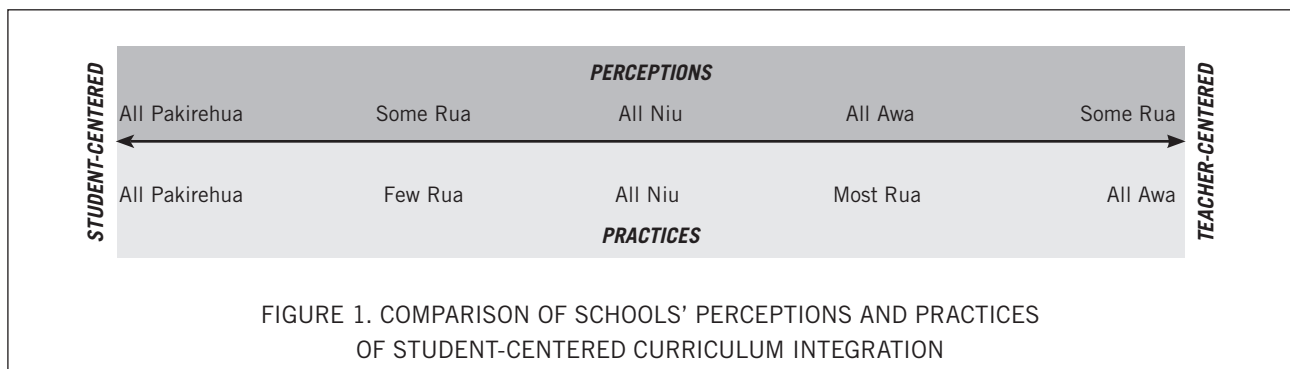 STUDENT-CENTERED
PERCEPTIONS
All Pakirehua Some Rua All Niu All Awa Some Rua
All Pakirehua Few Rua All Niu Most Rua All Awa
PRACTICES
TEACHER-CENTERED
FIGURE 1. COMPARISON OF SCHOOLS’ PERCEPTIONS AND PRACTICES
OF STUDENT-CENTERED CURRICULUM INTEGRATION